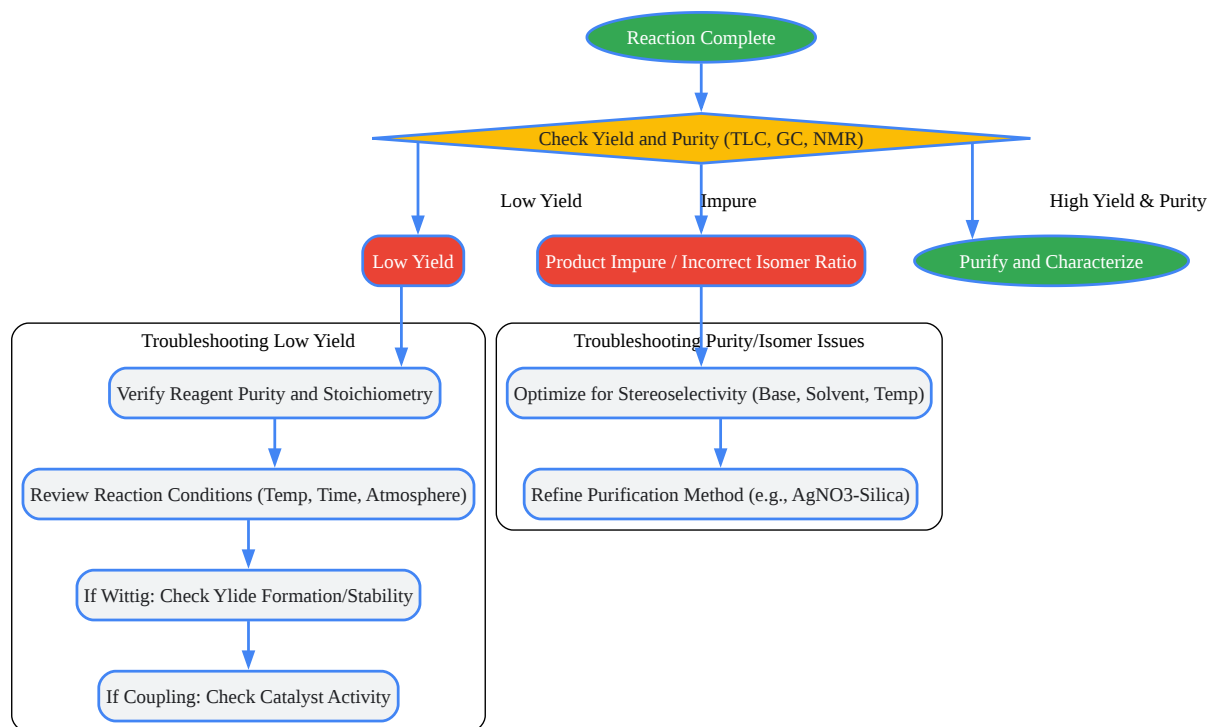 Reaction Complete
Check Yield and Purity (TLC, GC, NMR)
Low Yield
Impure
High Yield & Purity
Low Yield
Product Impure / Incorrect Isomer Ratio
Purify and Characterize
Troubleshooting Low Yield
Troubleshooting Purity/Isomer Issues
Verify Reagent Purity and Stoichiometry
Optimize for Stereoselectivity (Base, Solvent, Temp)
Review Reaction Conditions (Temp, Time, Atmosphere)
Refine Purification Method (e.g., AgNO3-Silica)
If Wittig: Check Ylide Formation/Stability
If Coupling: Check Catalyst Activity